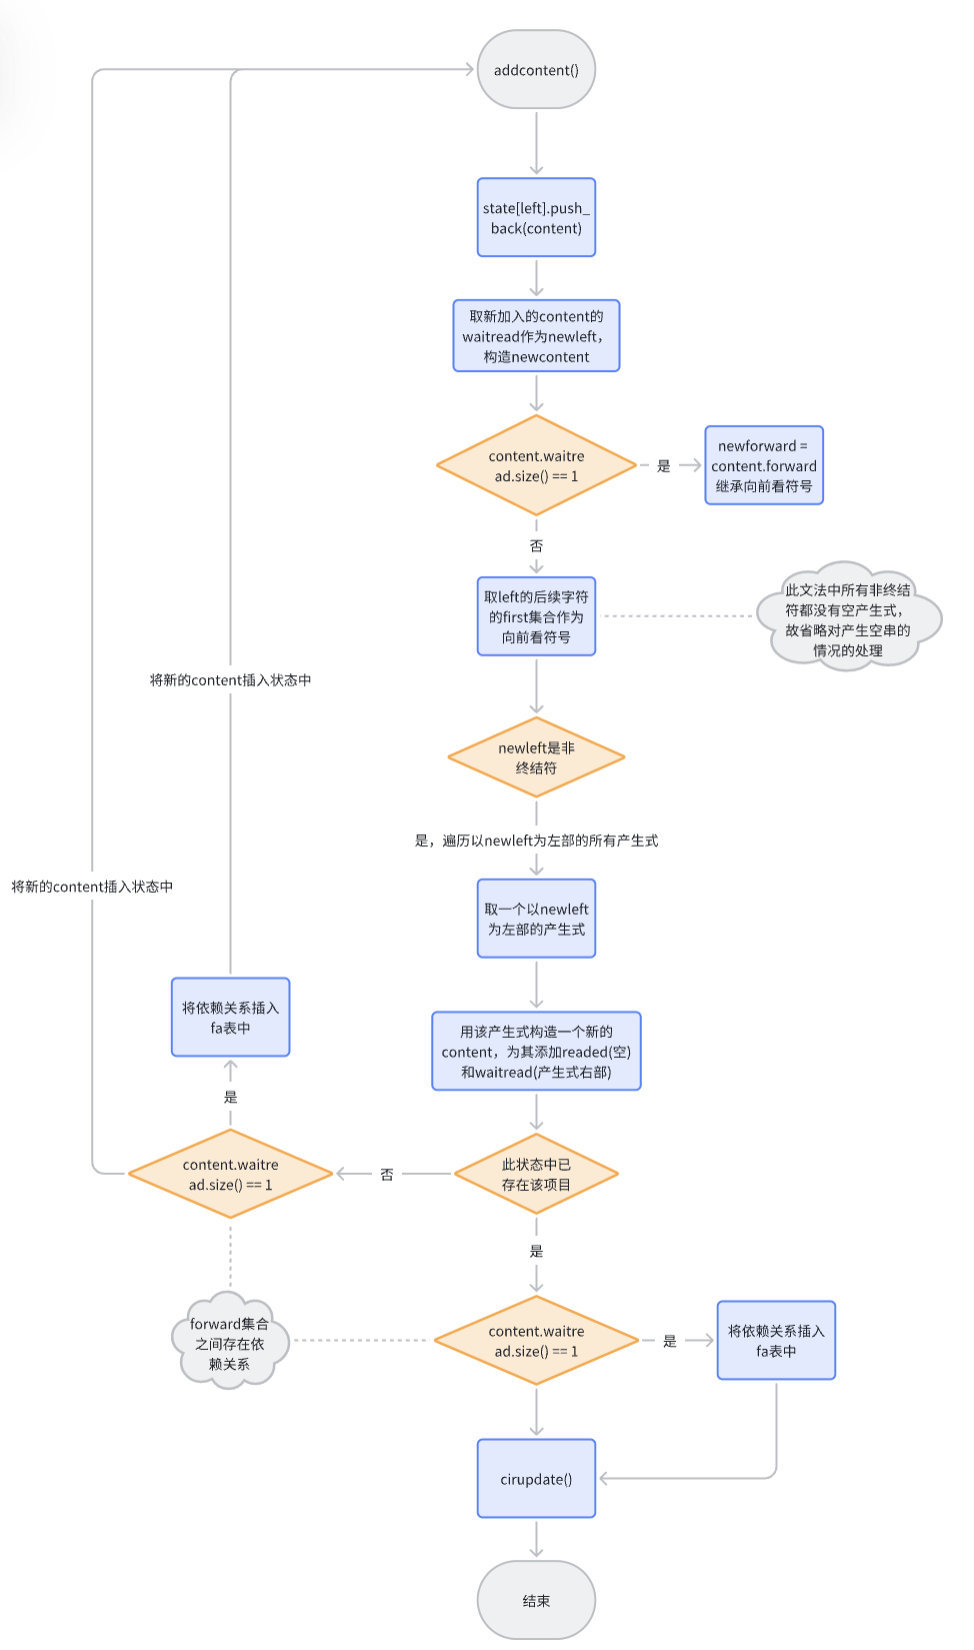 addcontent()
state[left].push_
back(content)
取新加入的content的
waitread作为newleft，
构造newcontent
content.waitre
ad.size() == 1
是
newforward =
content.forward
继承向前看符号
否
取left的后续字符
的first集合作为
向前看符号
此文法中所有非终结
符都没有空产生式，
故省略对产生空串的
情况的处理
将新的content插入状态中
newleft是非
终结符
是，遍历以newleft为左部的所有产生式
将新的content插入状态中
取一个以newleft
为左部的产生式
将依赖关系插入
fa表中
用该产生式构造一个新的
content，为其添加readed(空)
和waitread(产生式右部)
是
content.waitre
ad.size() == 1
否
此状态中已
存在该项目
是
forward集合
之间存在依
赖关系
content.waitre
ad.size() == 1
是
将依赖关系插入
fa表中
cirupdate()
结束